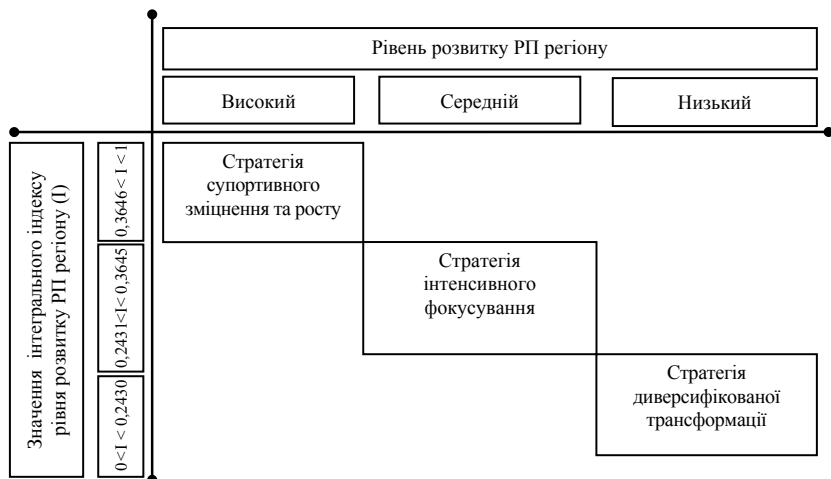 Рівень розвитку РП регіону
Високий
Середній
Низький
Значення інтегрального індексу
рівня розвитку РП регіону (І)
0,3646 < I < 1
0,2431<I< 0,3645
0 < I < 0,2430
Стратегія
супортивного
зміцнення та росту
Стратегія
інтенсивного
фокусування
Стратегія
диверсифікованої
трансформації